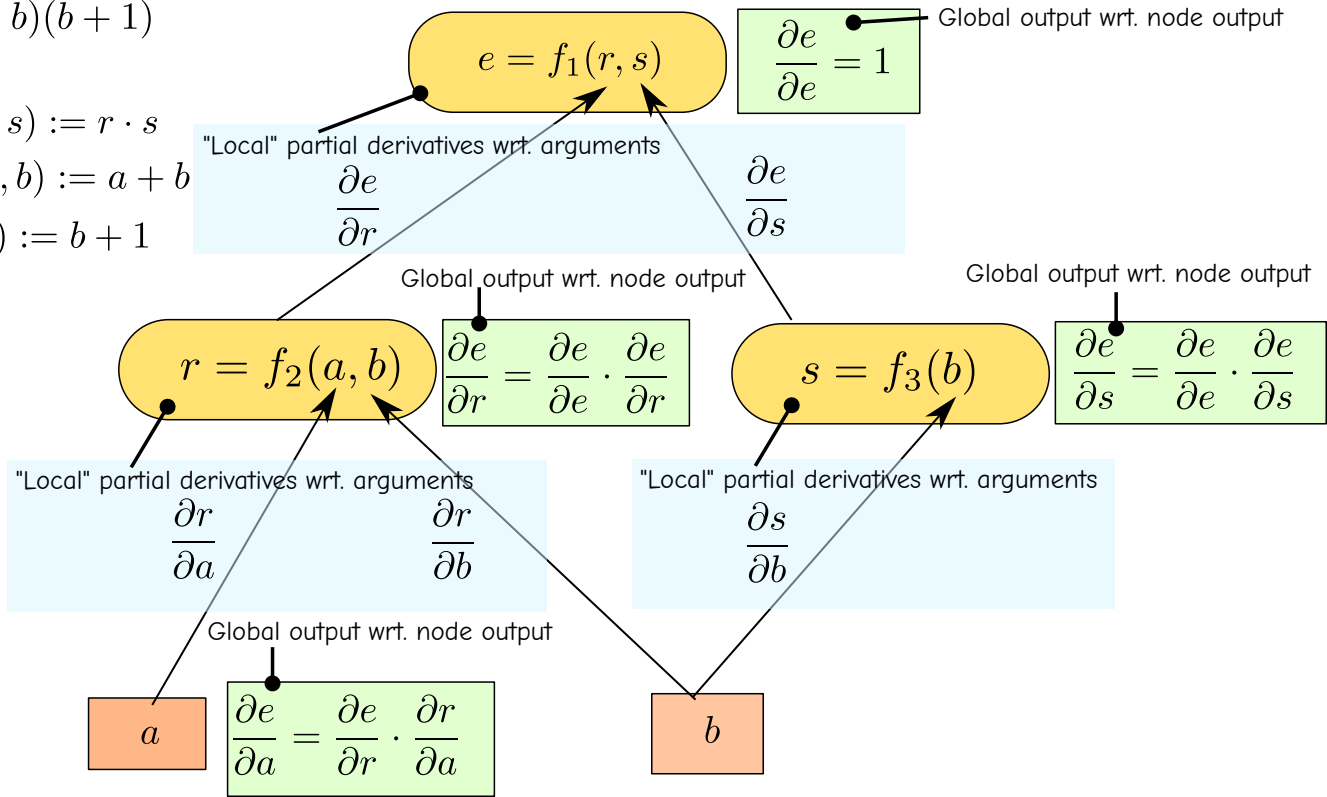 b)(b + 1)
s) := r · s
, b) := a + b
) := b + 1
e = f₁(r, s)
∂e/∂e = 1
Global output wrt. node output
"Local" partial derivatives wrt. arguments
∂e/∂r
∂e/∂s
Global output wrt. node output
Global output wrt. node output
r = f₂(a, b)
∂e/∂r = ∂e/∂e · ∂e/∂r
s = f₃(b)
∂e/∂s = ∂e/∂e · ∂e/∂s
"Local" partial derivatives wrt. arguments
∂r/∂a
∂r/∂b
"Local" partial derivatives wrt. arguments
∂s/∂b
Global output wrt. node output
a
∂e/∂a = ∂e/∂r · ∂r/∂a
b